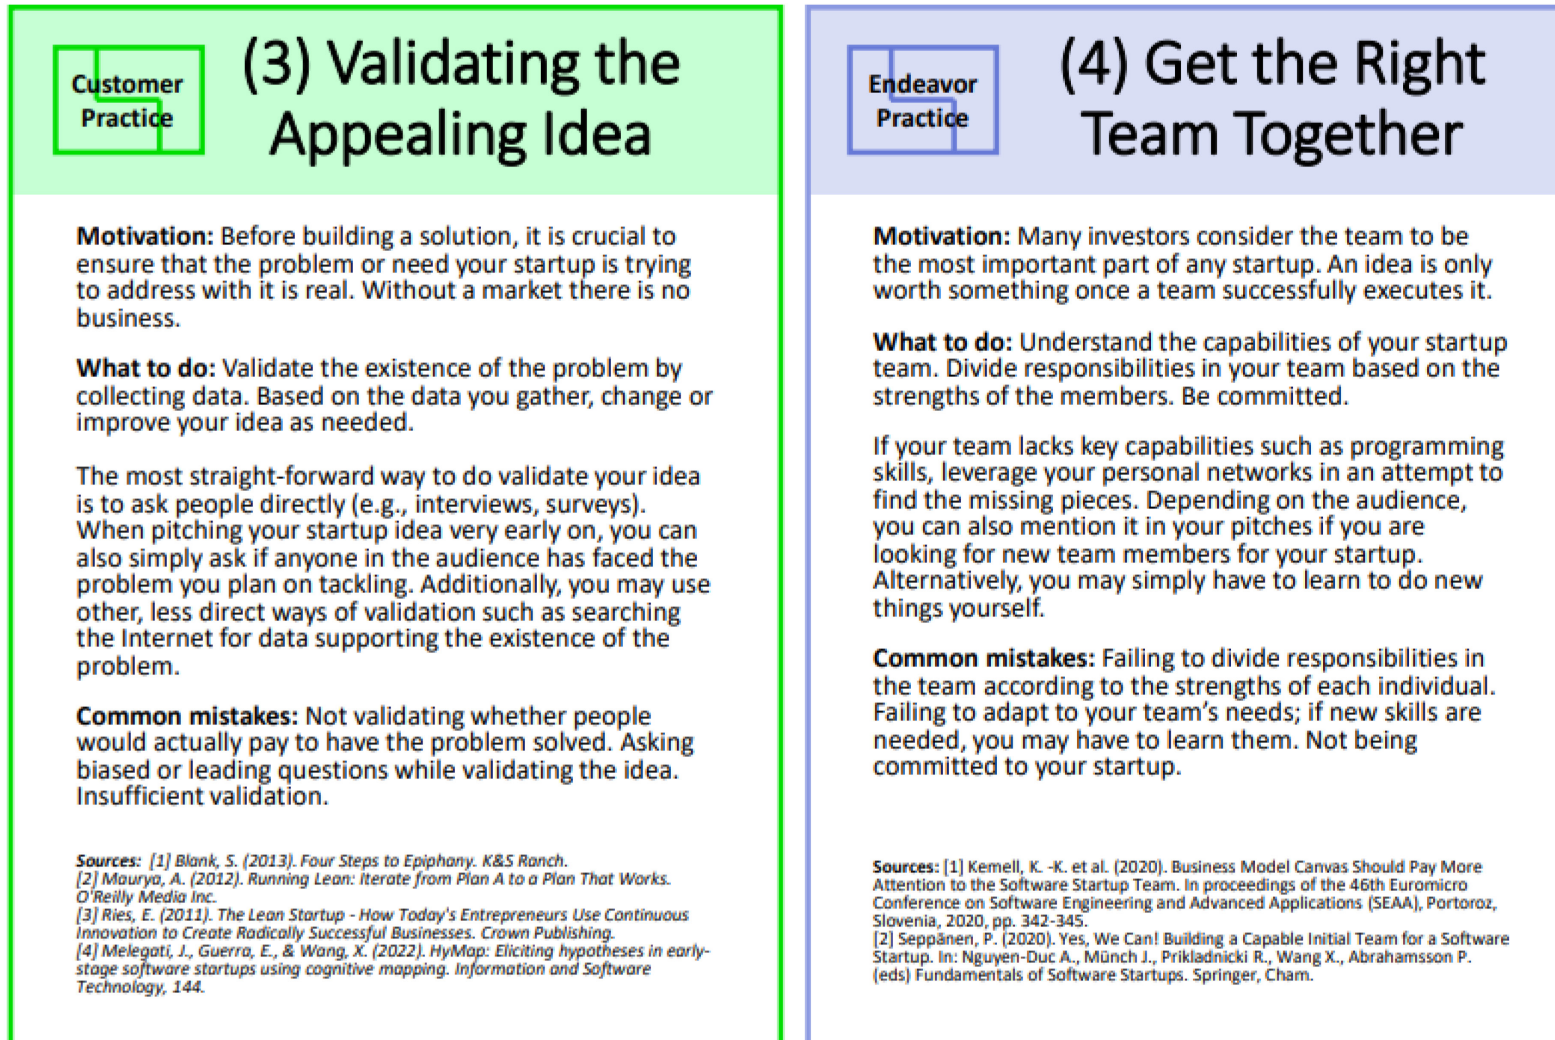 Customer
Practice
(3) Validating the
Appealing Idea
Motivation: Before building a solution, it is crucial to
ensure that the problem or need your startup is trying
to address with it is real. Without a market there is no
business.
What to do: Validate the existence of the problem by
collecting data. Based on the data you gather, change or
improve your idea as needed.
The most straight-forward way to do validate your idea
is to ask people directly (e.g., interviews, surveys).
When pitching your startup idea very early on, you can
also simply ask if anyone in the audience has faced the
problem you plan on tackling. Additionally, you may use
other, less direct ways of validation such as searching
the Internet for data supporting the existence of the
problem.
Common mistakes: Not validating whether people
would actually pay to have the problem solved. Asking
biased or leading questions while validating the idea.
Insufficient validation.
Sources: [1] Blank, S. (2013). Four Steps to Epiphany. K&S Ranch.
[2] Maurya, A. (2012). Running Lean: Iterate from Plan A to a Plan That Works.
O'Reilly Media Inc.
[3] Ries, E. (2011). The Lean Startup - How Today's Entrepreneurs Use Continuous
Innovation to Create Radically Successful Businesses. Crown Publishing.
[4] Melegati, J., Guerra, E., & Wang, X. (2022). HyMap: Eliciting hypotheses in early-
stage software startups using cognitive mapping. Information and Software
Technology, 144.
Endeavor
Practice
(4) Get the Right
Team Together
Motivation: Many investors consider the team to be
the most important part of any startup. An idea is only
worth something once a team successfully executes it.
What to do: Understand the capabilities of your startup
team. Divide responsibilities in your team based on the
strengths of the members. Be committed.
If your team lacks key capabilities such as programming
skills, leverage your personal networks in an attempt to
find the missing pieces. Depending on the audience,
you can also mention it in your pitches if you are
looking for new team members for your startup.
Alternatively, you may simply have to learn to do new
things yourself.
Common mistakes: Failing to divide responsibilities in
the team according to the strengths of each individual.
Failing to adapt to your team's needs; if new skills are
needed, you may have to learn them. Not being
committed to your startup.
Sources: [1] Kemell, K. -K. et al. (2020). Business Model Canvas Should Pay More
Attention to the Software Startup Team. In proceedings of the 46th Euromicro
Conference on Software Engineering and Advanced Applications (SEAA), Portoroz,
Slovenia, 2020, pp. 342-345.
[2] Seppänen, P. (2020). Yes, We Can! Building a Capable Initial Team for a Software
Startup. In: Nguyen-Duc A., Münch J., Prikladnicki R., Wang X., Abrahamsson P.
(eds) Fundamentals of Software Startups. Springer, Cham.